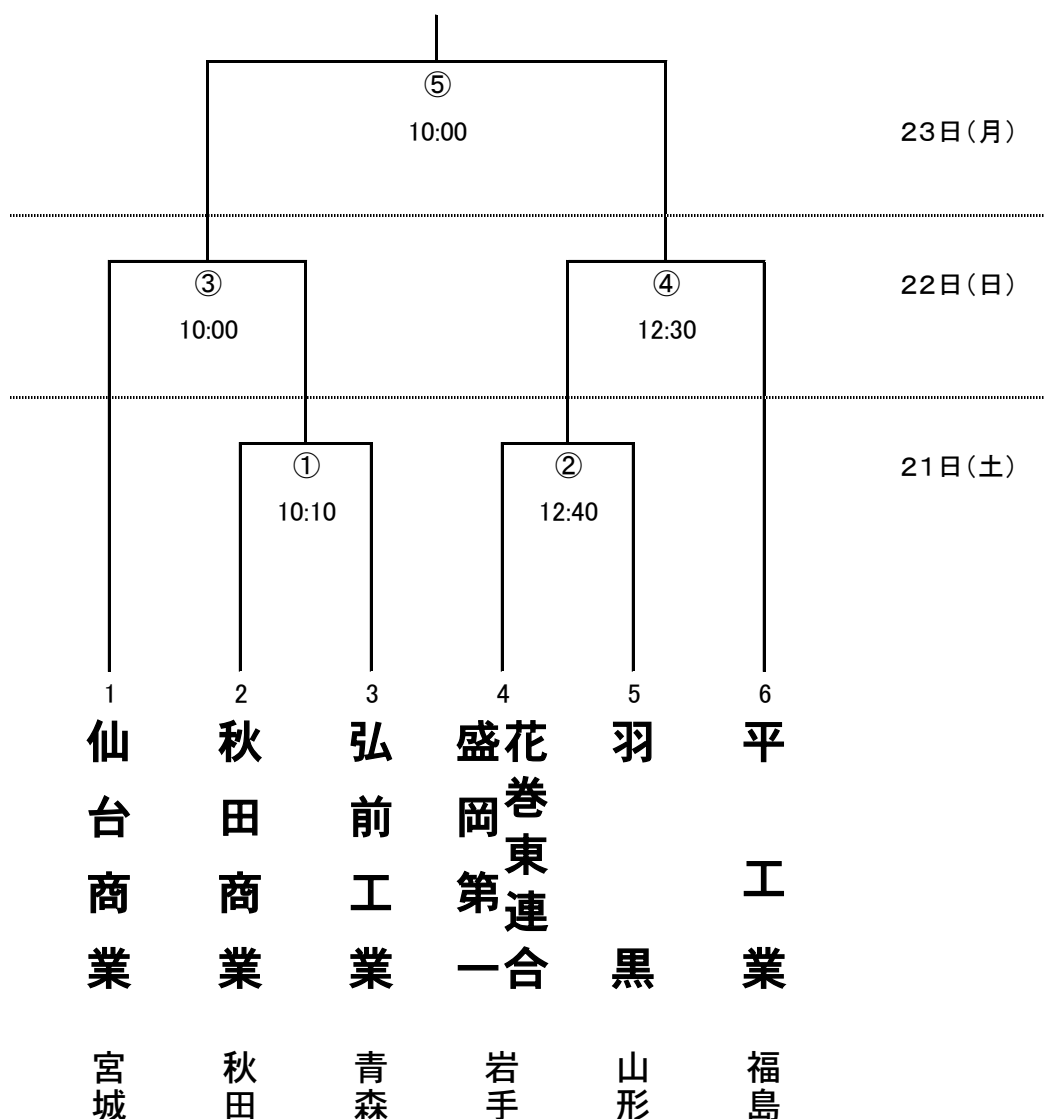 ⑤
10:00
23日(月)
③
④
22日(日)
10:00
12:30
①
②
21日(土)
10:10
12:40
1
2
3
4
5
6
仙台商業
秋田商業
弘前工業
盛岡第一
花巻東連合
羽黒
平工業
宮城
秋田
青森
岩手
山形
福島